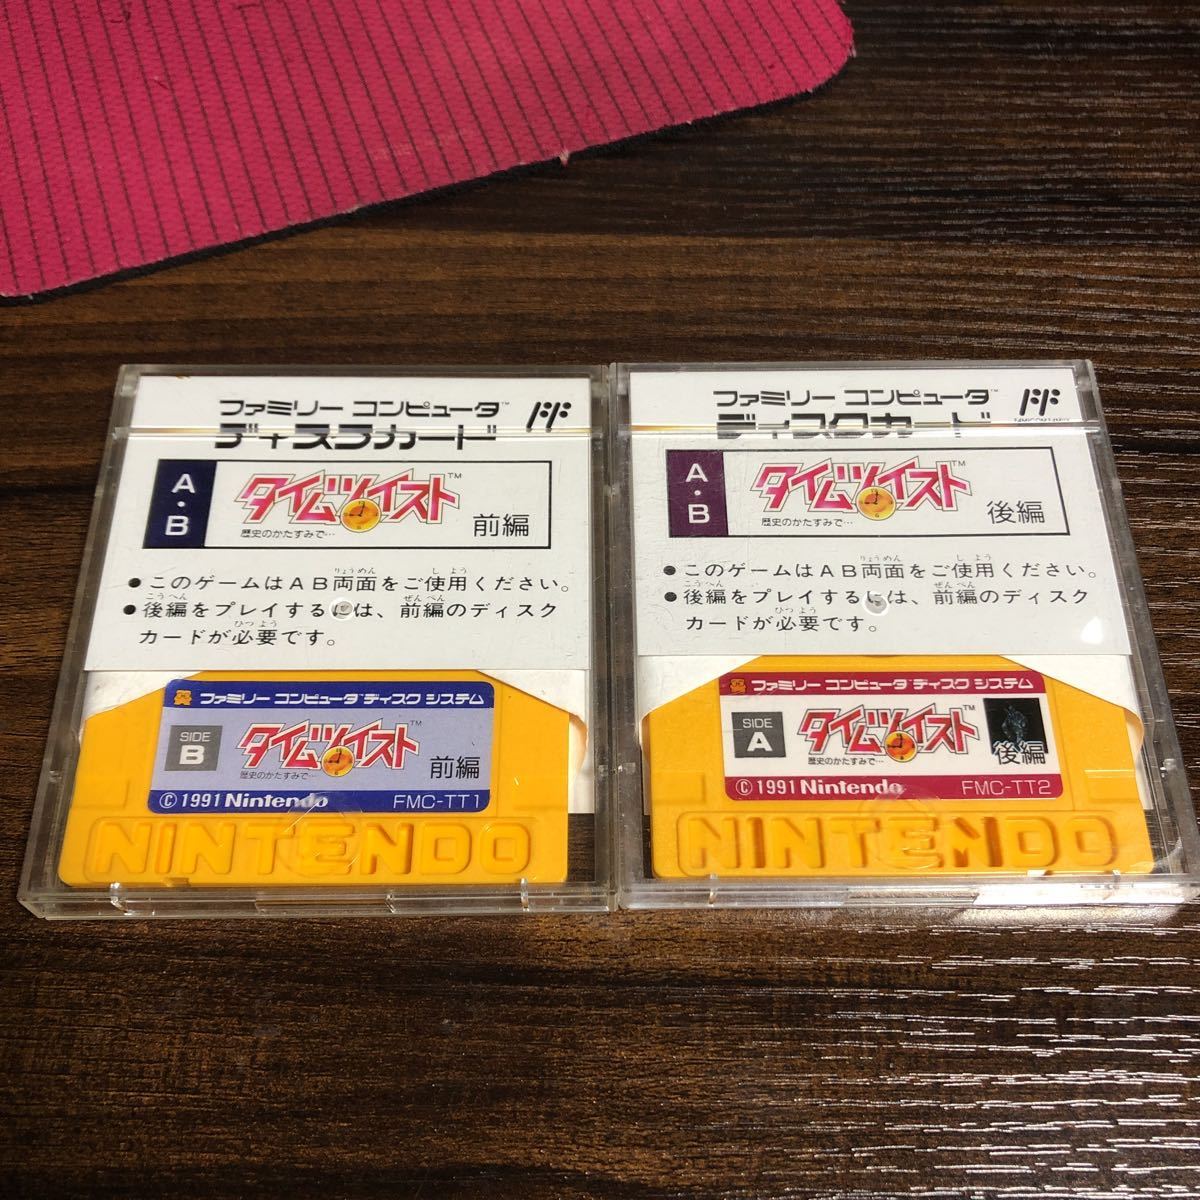 ファミリー コンピュータ™
ディスクカード
A・B
タイムツイスト™
歴史のかたすみで…
前編
●このゲームはAB両面をご使用ください。
●後編をプレイするには、前編のディスク
カードが必要です。
ファミリー コンピュータ ディスク システム
SIDE
B
タイムツイスト™
歴史のかたすみで…
前編
©1991 Nintendo FMC-TT1
NINTENDO
ファミリー コンピュータ™
ディスクカード
A・B
タイムツイスト™
歴史のかたすみで…
後編
●このゲームはAB両面をご使用ください。
●後編をプレイするには、前編のディスク
カードが必要です。
ファミリー コンピュータ ディスク システム
SIDE
A
タイムツイスト™
歴史のかたすみで…
後編
©1991 Nintendo FMC-TT2
NINTENDO